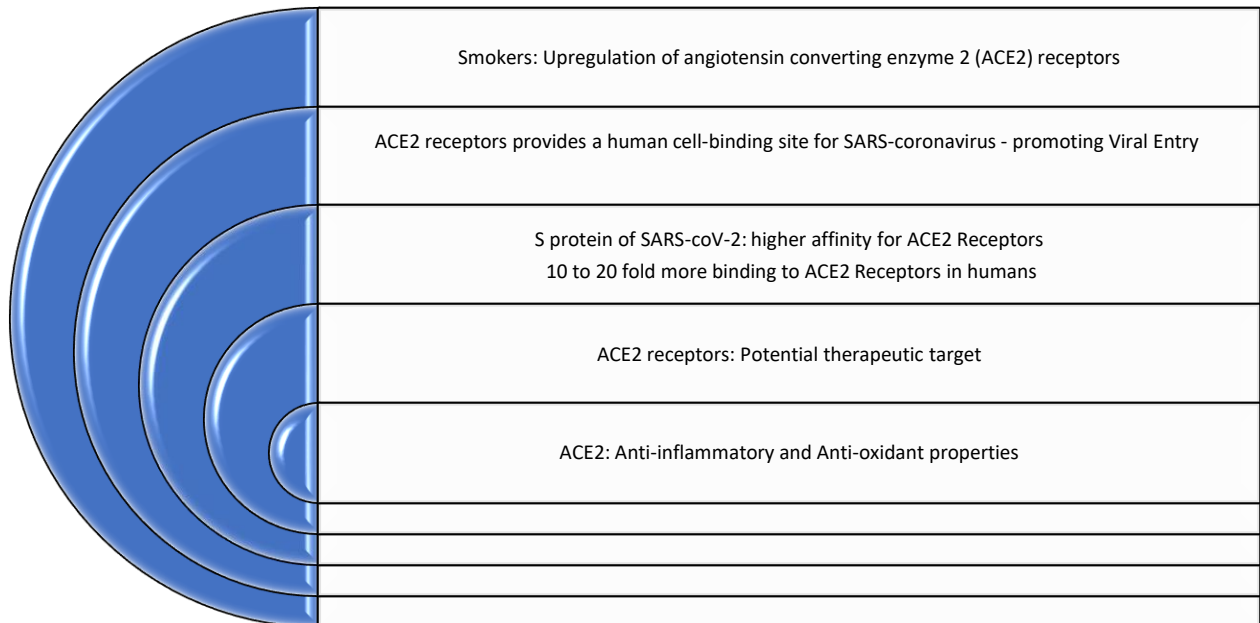 Smokers: Upregulation of angiotensin converting enzyme 2 (ACE2) receptors
ACE2 receptors provides a human cell-binding site for SARS-coronavirus - promoting Viral Entry
S protein of SARS-coV-2: higher affinity for ACE2 Receptors
10 to 20 fold more binding to ACE2 Receptors in humans
ACE2 receptors: Potential therapeutic target
ACE2: Anti-inflammatory and Anti-oxidant properties